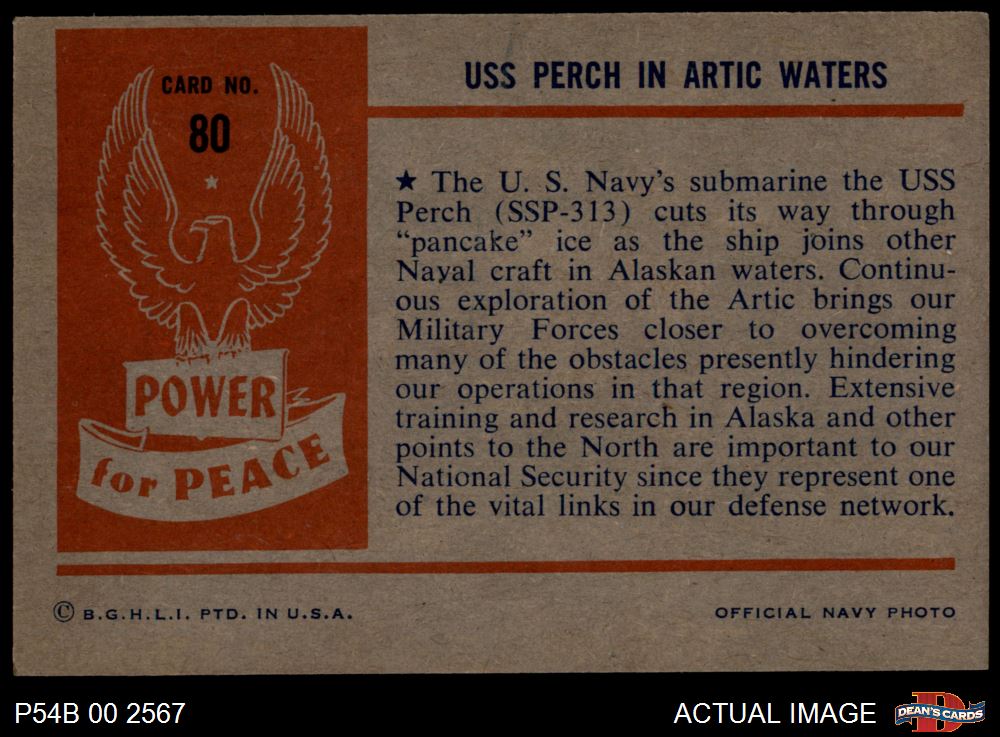 CARD NO.
80
POWER
for PEACE
USS PERCH IN ARTIC WATERS
★ The U. S. Navy's submarine the USS
Perch (SSP-313) cuts its way through
"pancake" ice as the ship joins other
Nayal craft in Alaskan waters. Continu-
ous exploration of the Artic brings our
Military Forces closer to overcoming
many of the obstacles presently hindering
our operations in that region. Extensive
training and research in Alaska and other
points to the North are important to our
National Security since they represent one
of the vital links in our defense network.
© B.G.H.L.I. PTD. IN U.S.A.
OFFICIAL NAVY PHOTO
P54B 00 2567
ACTUAL IMAGE
DEAN'S CARDS